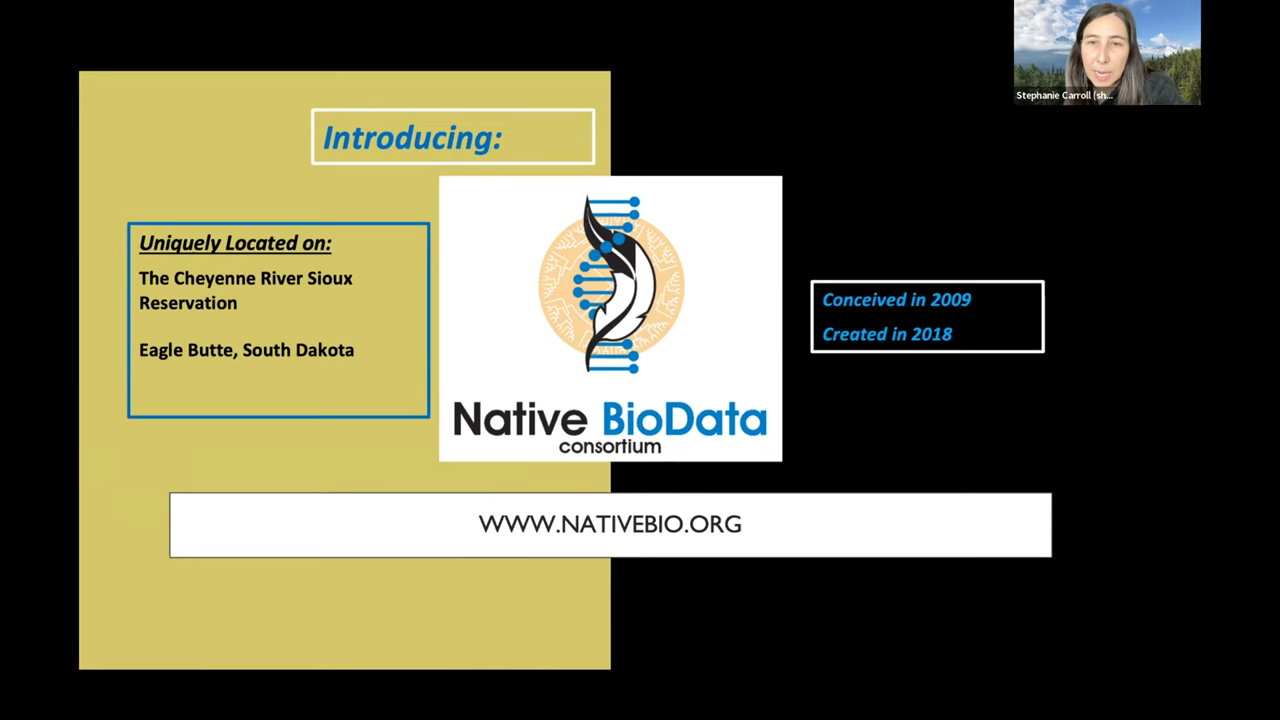 Stephanie Carroll (sh...
Introducing:
Uniquely Located on:
The Cheyenne River Sioux
Reservation
Eagle Butte, South Dakota
Native BioData
consortium
Conceived in 2009
Created in 2018
WWW.NATIVEBIO.ORG